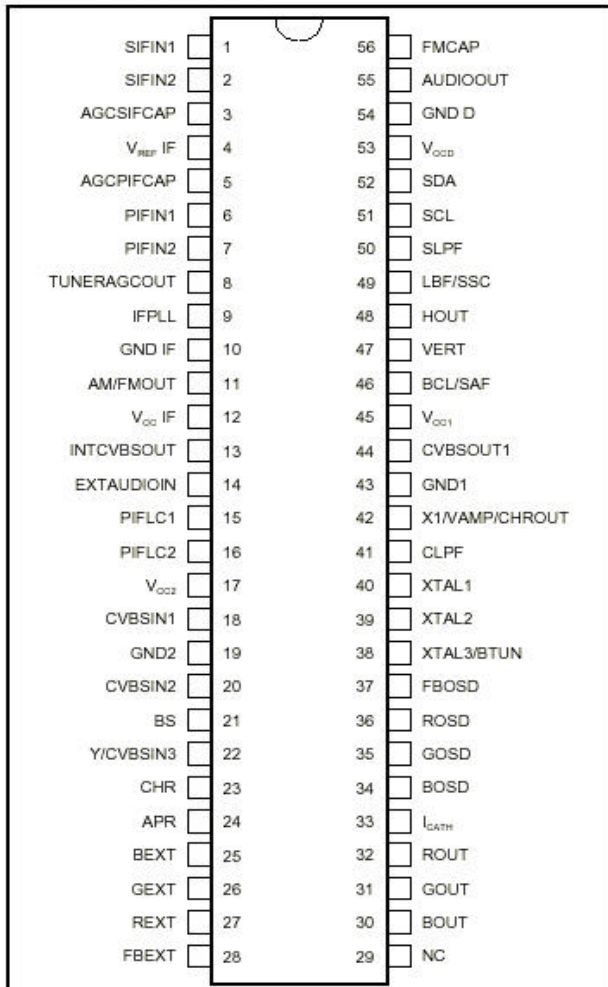 SIFIN1 1 56 FMCAP
SIFIN2 2 55 AUDIOOUT
AGCSIFCAP 3 54 GND D
VREF IF 4 53 VCCD
AGCPIFCAP 5 52 SDA
PIFIN1 6 51 SCL
PIFIN2 7 50 SLPF
TUNERAGCOUT 8 49 LBF/SSC
IFPLL 9 48 HOUT
GND IF 10 47 VERT
AM/FMOUT 11 46 BCL/SAF
VCC IF 12 45 VCC1
INTCVBSOUT 13 44 CVBSOUT1
EXTAUDIOIN 14 43 GND1
PIFLC1 15 42 X1/VAMP/CHROUT
PIFLC2 16 41 CLPF
VCC2 17 40 XTAL1
CVBSIN1 18 39 XTAL2
GND2 19 38 XTAL3/BTUN
CVBSIN2 20 37 FBOSD
BS 21 36 ROSD
Y/CVBSIN3 22 35 GOSD
CHR 23 34 BOSD
APR 24 33 ICATH
BEXT 25 32 ROUT
GEXT 26 31 GOUT
REXT 27 30 BOUT
FBEXT 28 29 NC